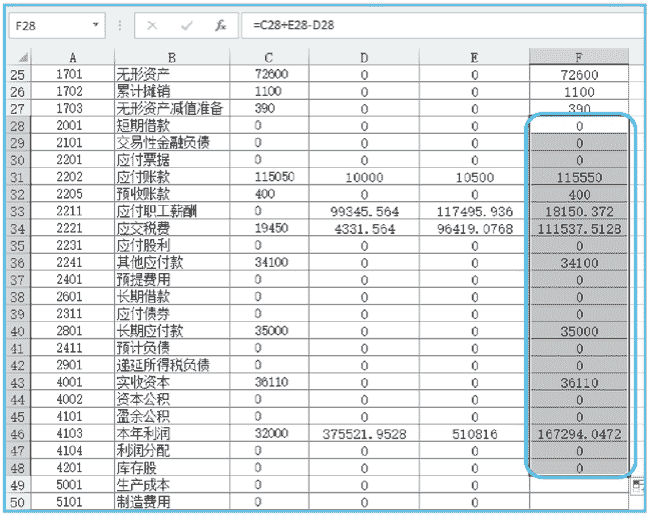 F28 fx =C28+E28-D28
A B C D E F
25 1701 无形资产 72600 0 0 72600
26 1702 累计摊销 1100 0 0 1100
27 1703 无形资产减值准备 390 0 0 390
28 2001 短期借款 0 0 0 0
29 2101 交易性金融负债 0 0 0 0
30 2201 应付票据 0 0 0 0
31 2202 应付账款 115050 10000 10500 115550
32 2205 预收账款 400 0 0 400
33 2211 应付职工薪酬 0 99345.564 117495.936 18150.372
34 2221 应交税费 19450 4331.564 96419.0768 111537.5128
35 2231 应付股利 0 0 0 0
36 2241 其他应付款 34100 0 0 34100
37 2401 预提费用 0 0 0 0
38 2601 长期借款 0 0 0 0
39 2311 应付债券 0 0 0 0
40 2801 长期应付款 35000 0 0 35000
41 2411 预计负债 0 0 0 0
42 2901 递延所得税负债 0 0 0 0
43 4001 实收资本 36110 0 0 36110
44 4002 资本公积 0 0 0 0
45 4101 盈余公积 0 0 0 0
46 4103 本年利润 32000 375521.9528 510816 167294.0472
47 4104 利润分配 0 0 0 0
48 4201 库存股 0 0 0 0
49 5001 生产成本 0 0 0
50 5101 制造费用 0 0 0